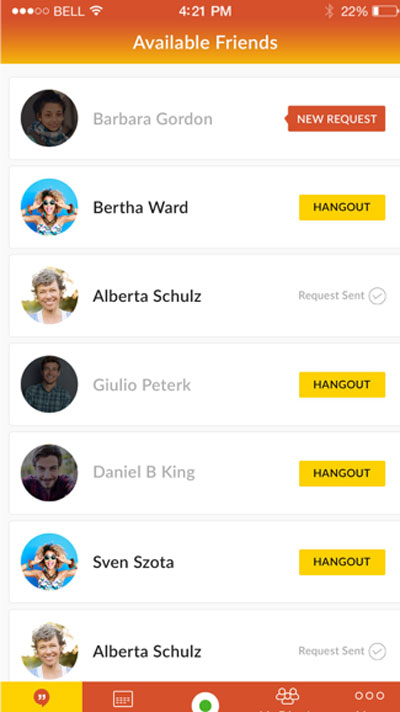 BELL 4:21 PM 22%
Available Friends
Barbara Gordon NEW REQUEST
Bertha Ward HANGOUT
Alberta Schulz Request Sent
Giulio Peterk HANGOUT
Daniel B King HANGOUT
Sven Szota HANGOUT
Alberta Schulz Request Sent